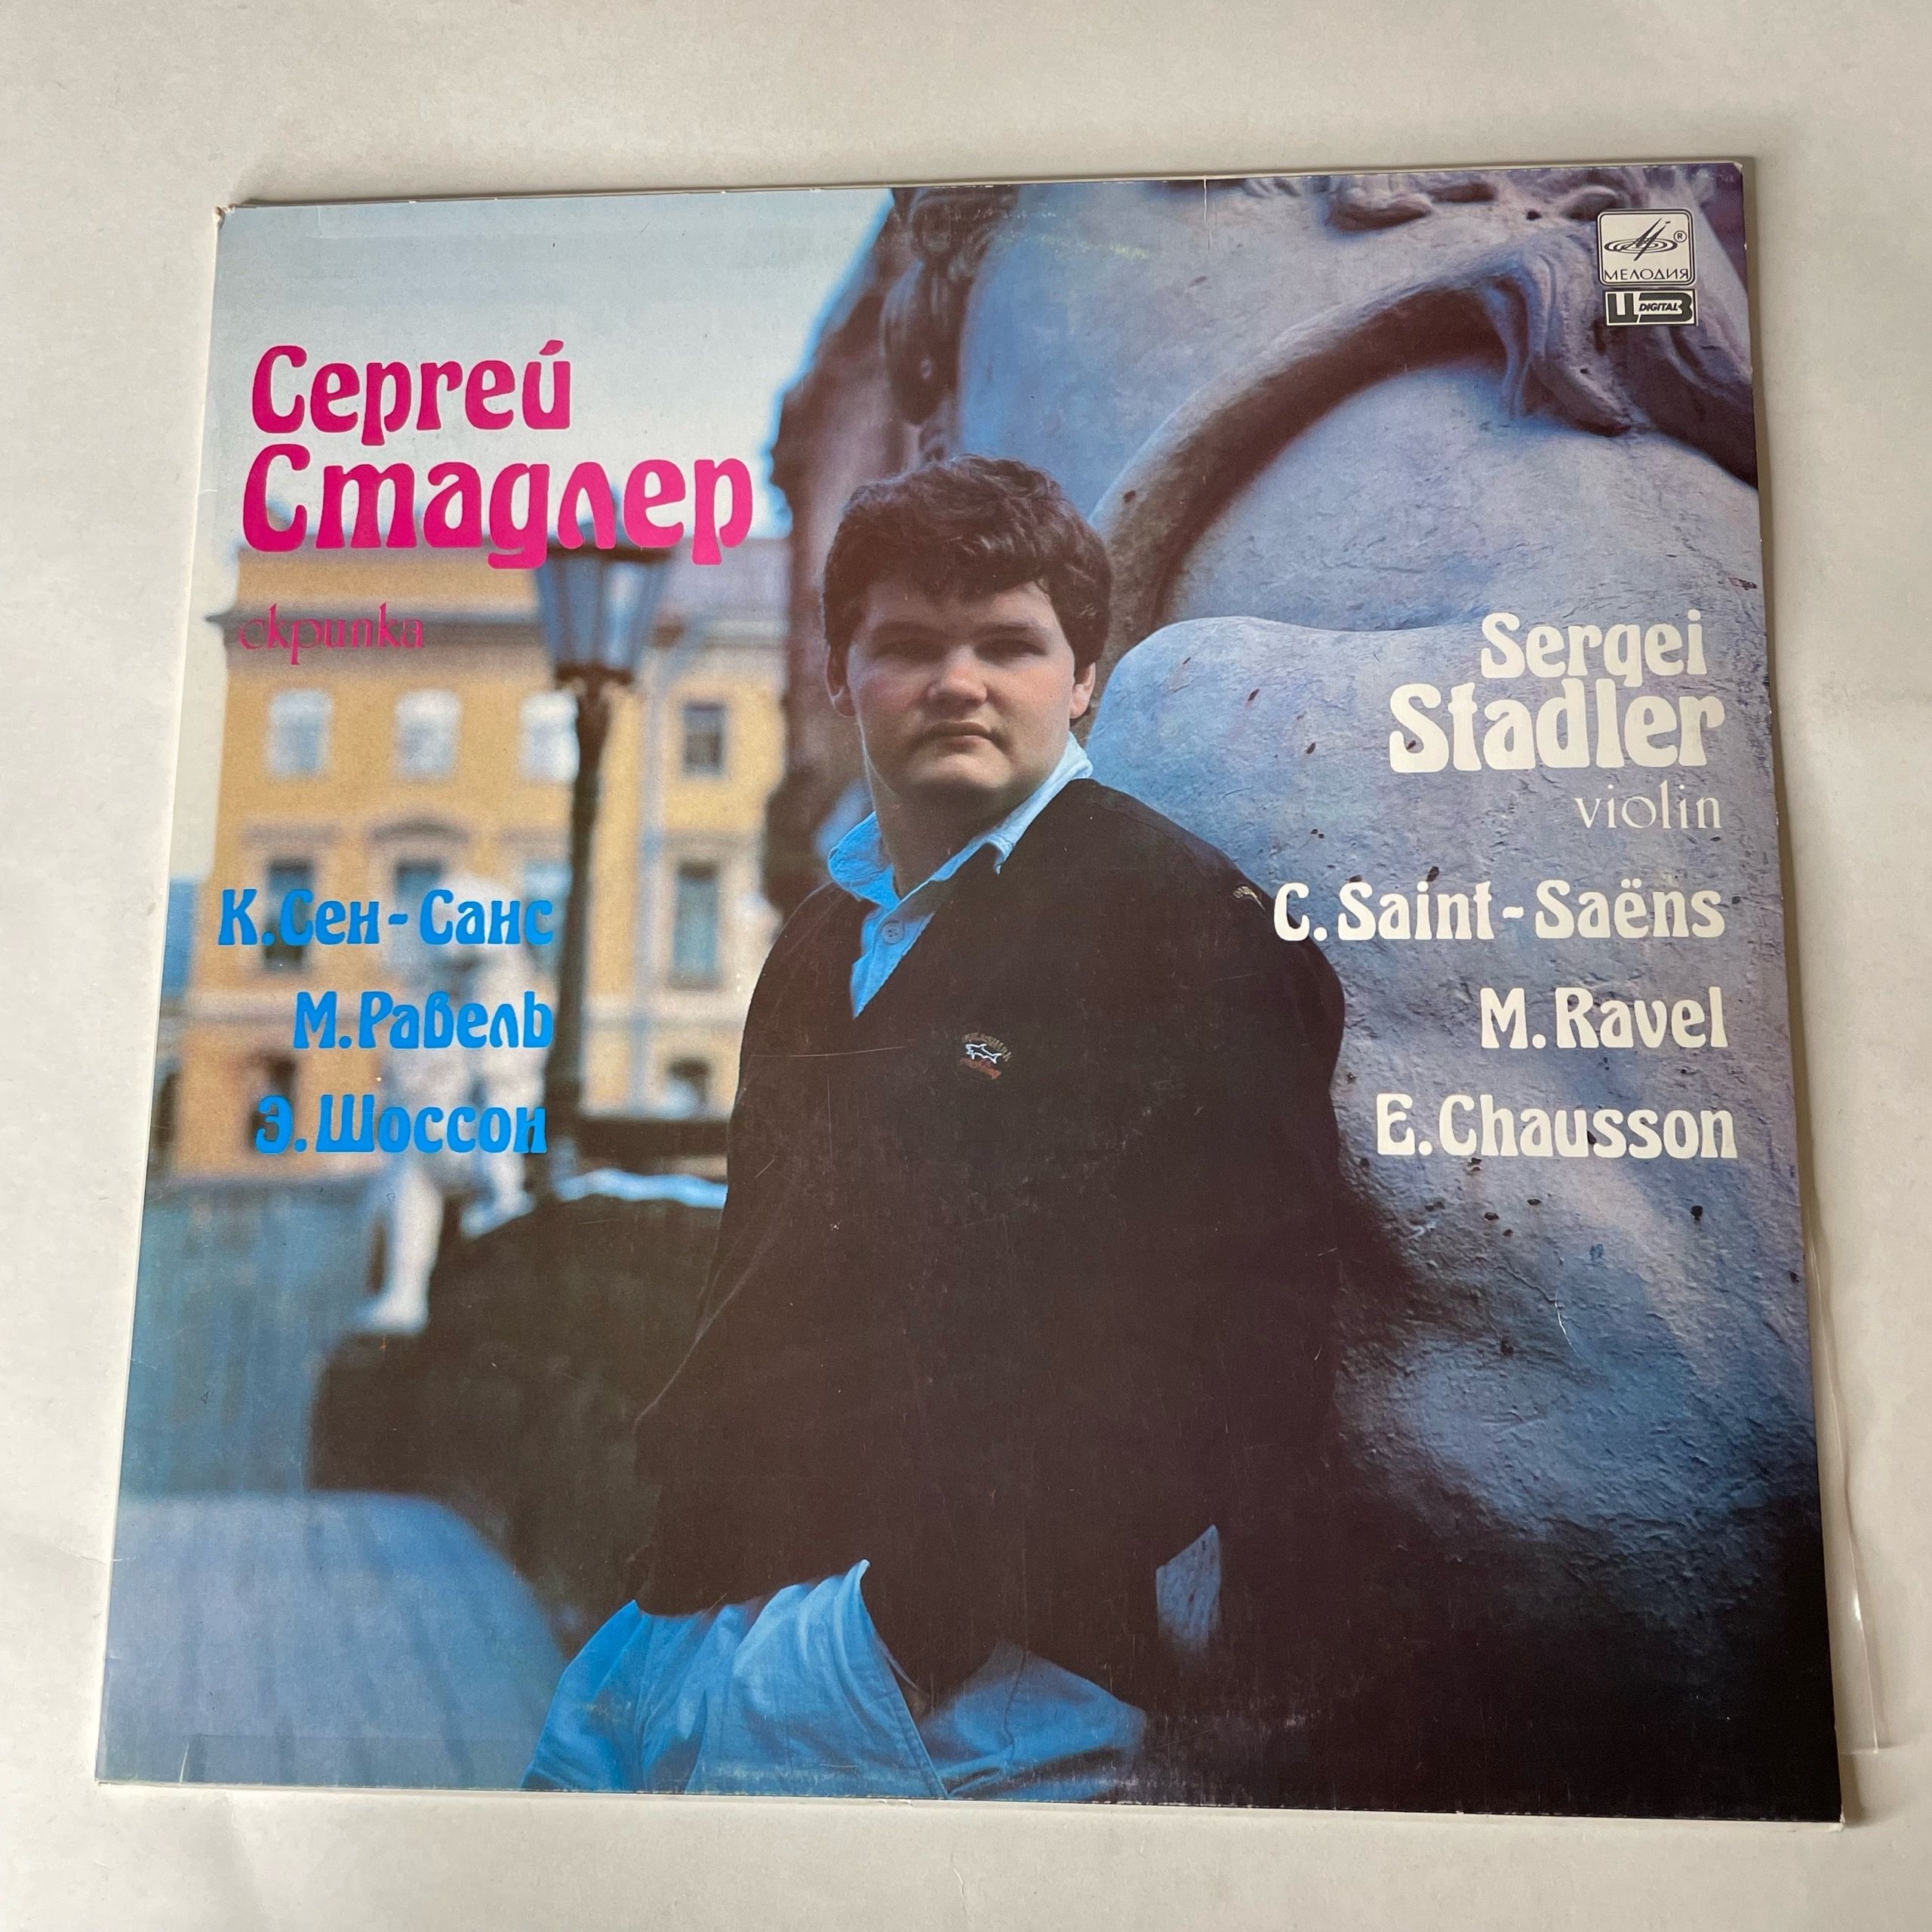 Сергей
Стадлер
скрипка
К.Сен-Санс
М.Равель
Э.Шоссон
МЕЛОДИЯ
DIGITAL
Sergei
Stadler
violin
C.Saint-Saëns
M.Ravel
E.Chausson